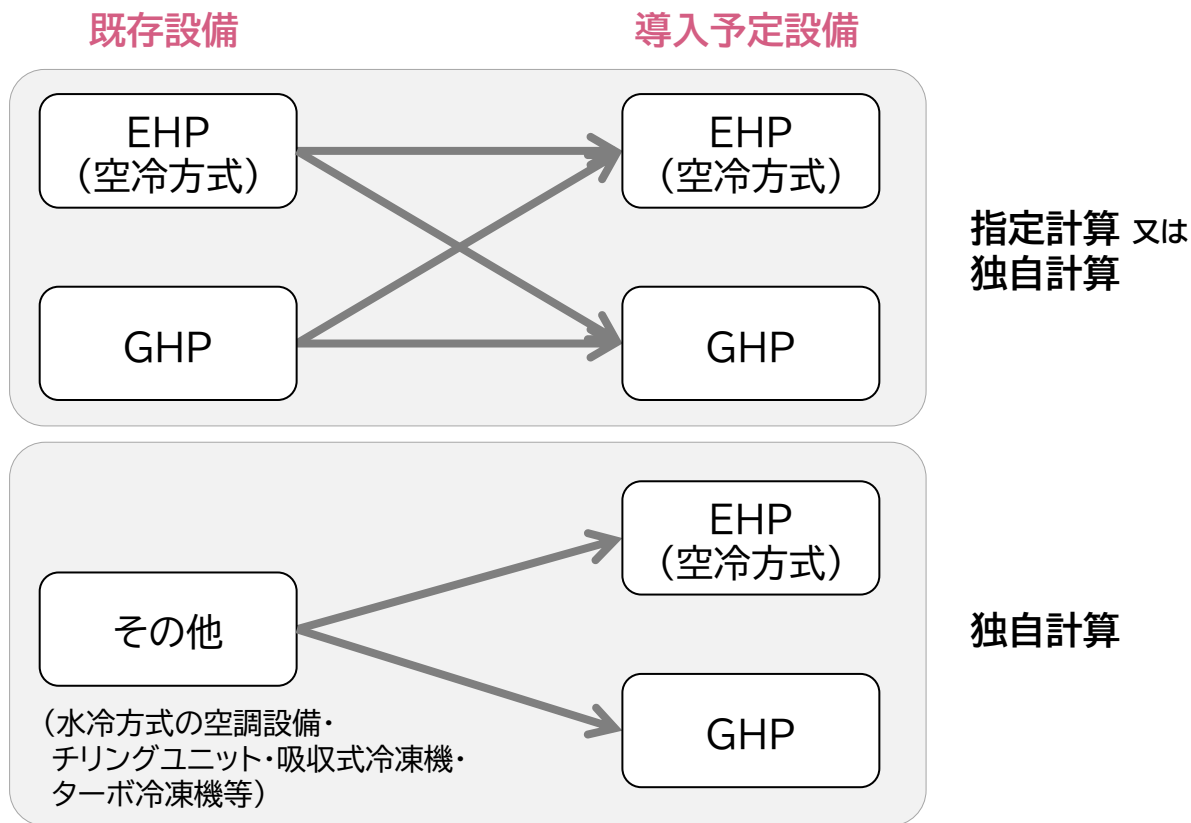 既存設備
導入予定設備
EHP
(空冷方式)
EHP
(空冷方式)
GHP
GHP
指定計算 又は
独自計算
その他
(水冷方式の空調設備・
チリングユニット・吸収式冷凍機・
ターボ冷凍機等)
EHP
(空冷方式)
GHP
独自計算